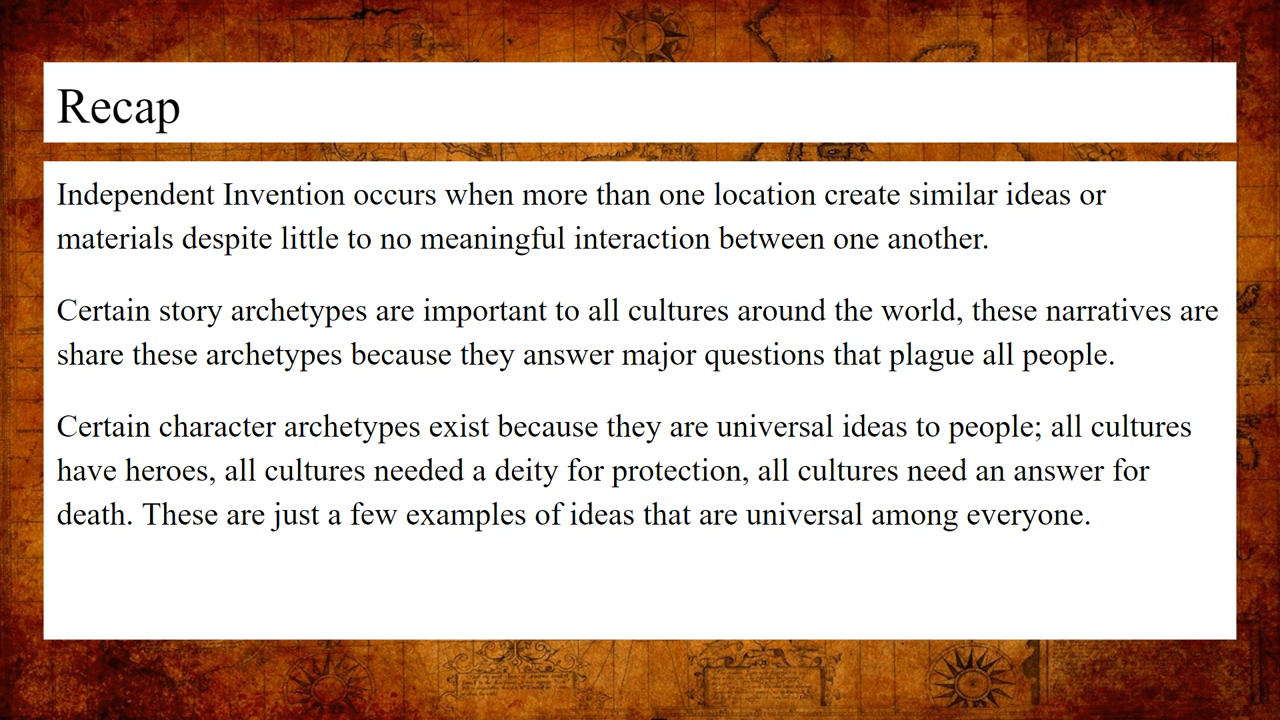 Recap
Independent Invention occurs when more than one location create similar ideas or
materials despite little to no meaningful interaction between one another.
Certain story archetypes are important to all cultures around the world, these narratives are
share these archetypes because they answer major questions that plague all people.
Certain character archetypes exist because they are universal ideas to people; all cultures
have heroes, all cultures needed a deity for protection, all cultures need an answer for
death. These are just a few examples of ideas that are universal among everyone.